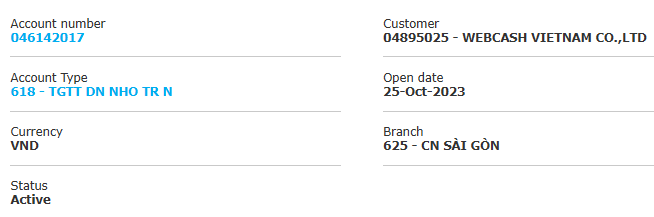 Account number
046142017
Customer
04895025 - WEBCASH VIETNAM CO.,LTD
Account Type
618 - TGTT DN NHO TR N
Open date
25-Oct-2023
Currency
VND
Branch
625 - CN SÀI GÒN
Status
Active